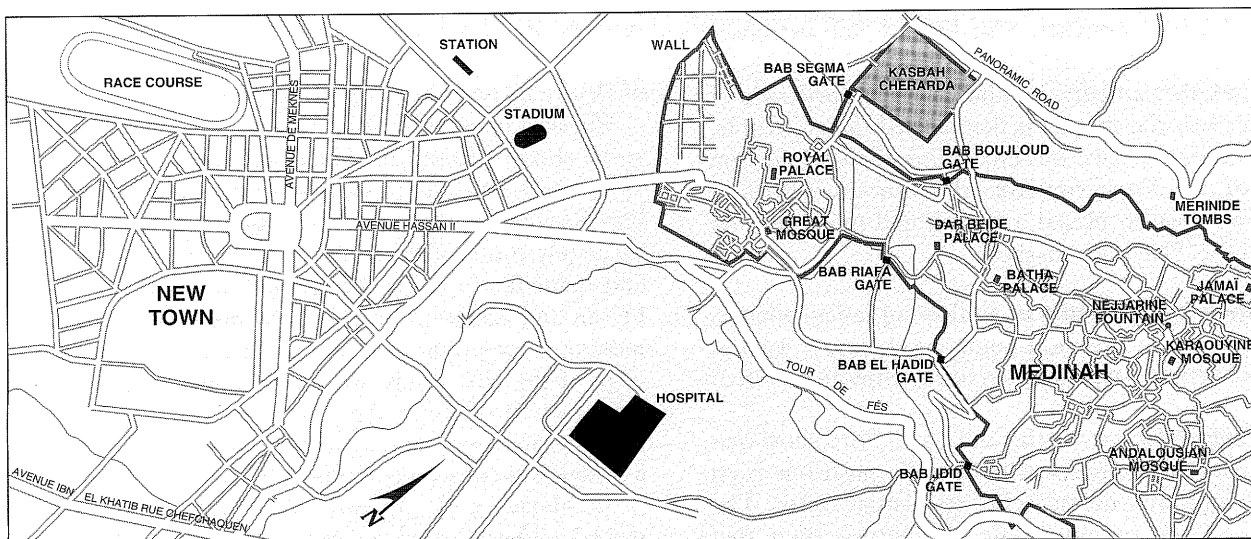 STATION
RACE COURSE
AVENUE DE MEKNÈS
STADIUM
AVENUE HASSAN II
NEW
TOWN
HOSPITAL
AVENUE IBN EL KHATIB RUE CHEFCHAQUEN
N
WALL
BAB SEGMA
GATE
KASBAH
CHERARDA
PANORAMIC ROAD
BAB BOUJLOUD
GATE
ROYAL
PALACE
MERINIDE
TOMBS
GREAT
MOSQUE
DAR BEIDE
PALACE
BAB RIAFA
GATE
BATHA
PALACE
JAMAÏ
PALACE
NEJJARINE
FOUNTAIN
KARAOUYINE
MOSQUE
BAB EL HADID
GATE
MEDINAH
TOUR DE FÉS
ANDALOUSIAN
MOSQUE
BAB JDID
GATE